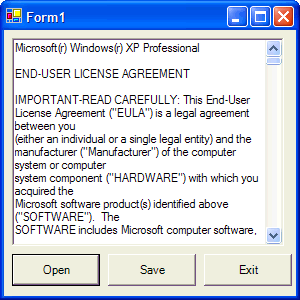 Form1
Microsoft(r) Windows(r) XP Professional
END-USER LICENSE AGREEMENT
IMPORTANT-READ CAREFULLY: This End-User
License Agreement ("EULA") is a legal agreement
between you
(either an individual or a single legal entity) and the
manufacturer ("Manufacturer") of the computer
system or computer
system component ("HARDWARE") with which you
acquired the
Microsoft software product(s) identified above
("SOFTWARE").  The
SOFTWARE includes Microsoft computer software,
Open Save Exit